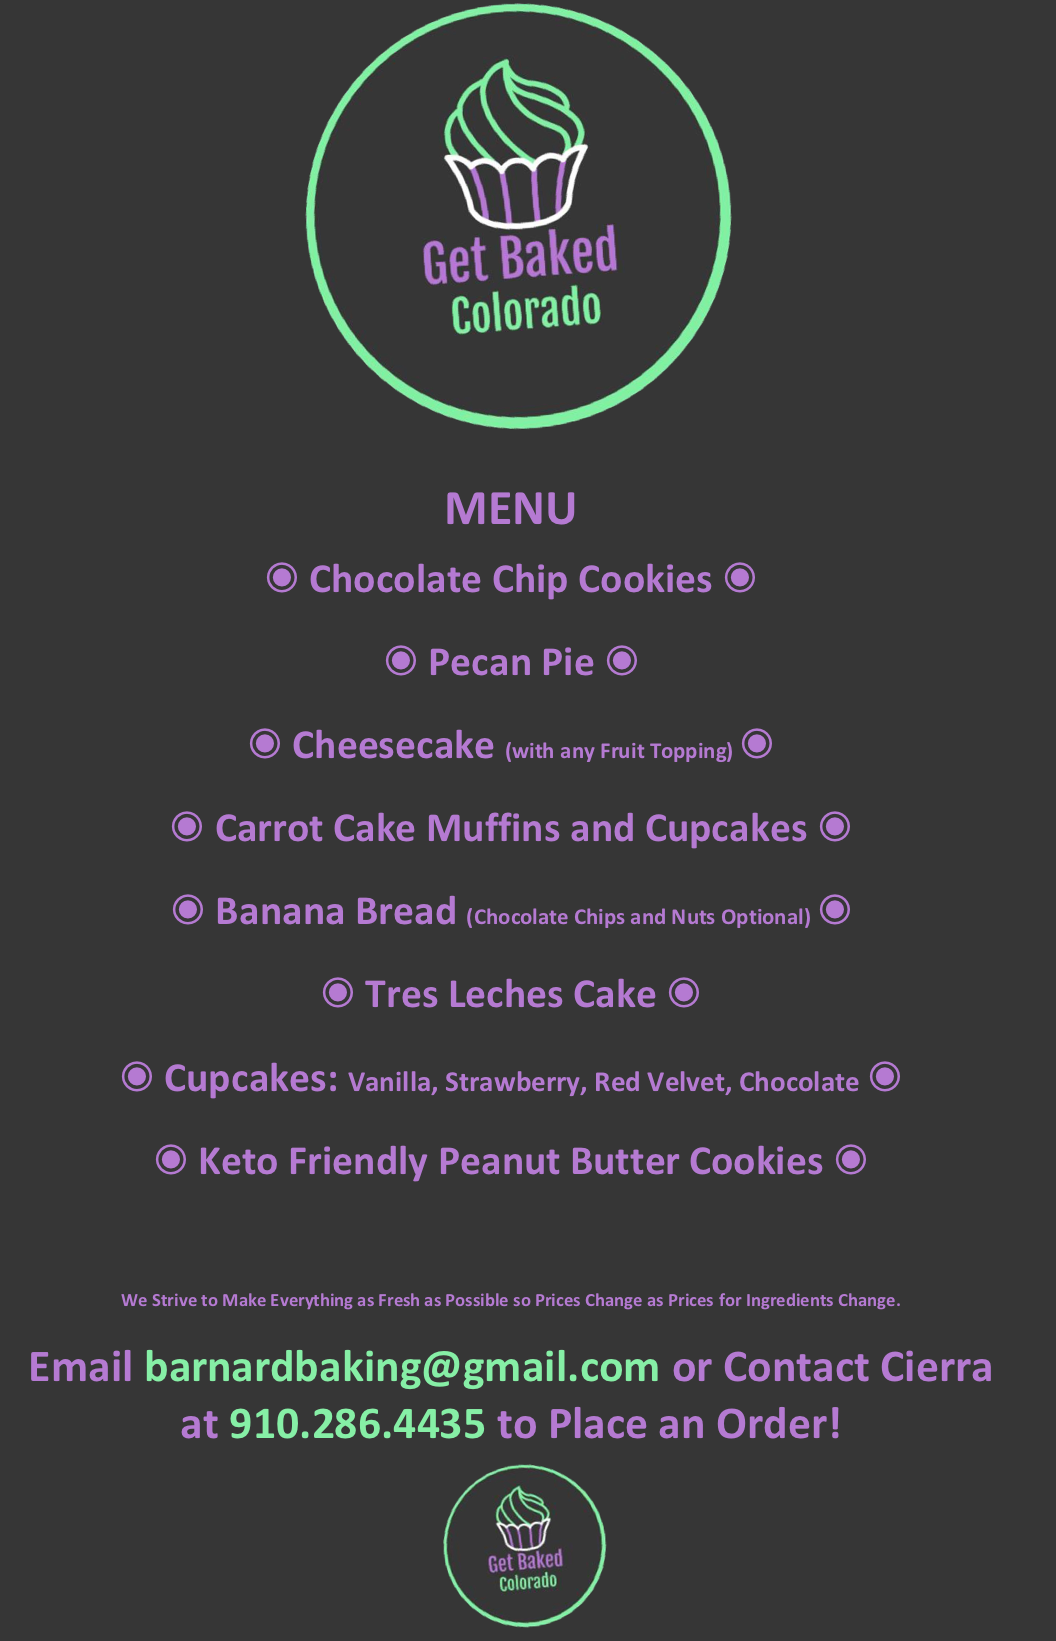 Get Baked
Colorado
MENU
◉ Chocolate Chip Cookies ◉
◉ Pecan Pie ◉
◉ Cheesecake (with any Fruit Topping) ◉
◉ Carrot Cake Muffins and Cupcakes ◉
◉ Banana Bread (Chocolate Chips and Nuts Optional) ◉
◉ Tres Leches Cake ◉
◉ Cupcakes: Vanilla, Strawberry, Red Velvet, Chocolate ◉
◉ Keto Friendly Peanut Butter Cookies ◉
We Strive to Make Everything as Fresh as Possible so Prices Change as Prices for Ingredients Change.
Email barnardbaking@gmail.com or Contact Cierra
at 910.286.4435 to Place an Order!
Get Baked
Colorado